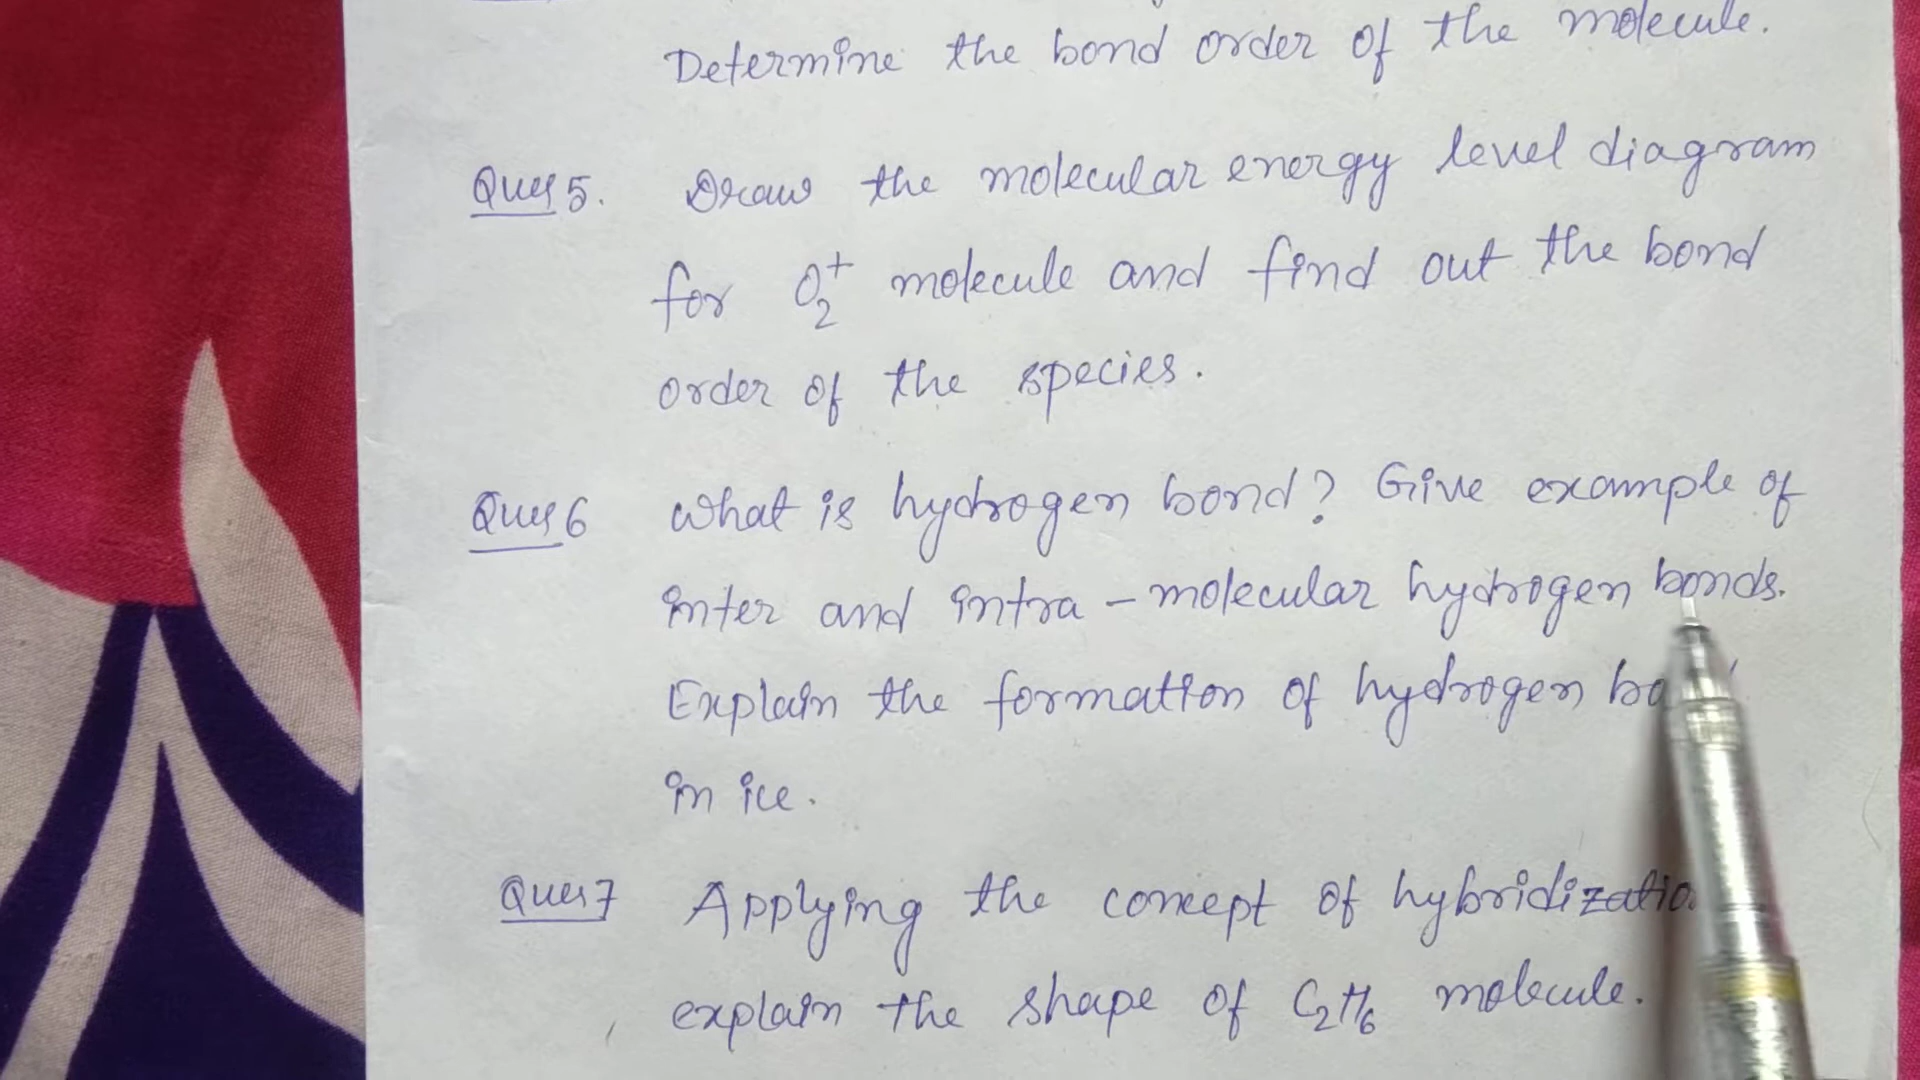 Determine the bond order of the molecule.
Ques 5. Draw the molecular energy level diagram
for O₂⁺ molecule and find out the bond
order of the species.
Ques 6 What is hydrogen bond? Give example of
inter and intra - molecular hydrogen bonds.
Explain the formation of hydrogen
in ice.
Ques 7 Applying the concept of hybridization
explain the shape of C₂H₆ molecule.